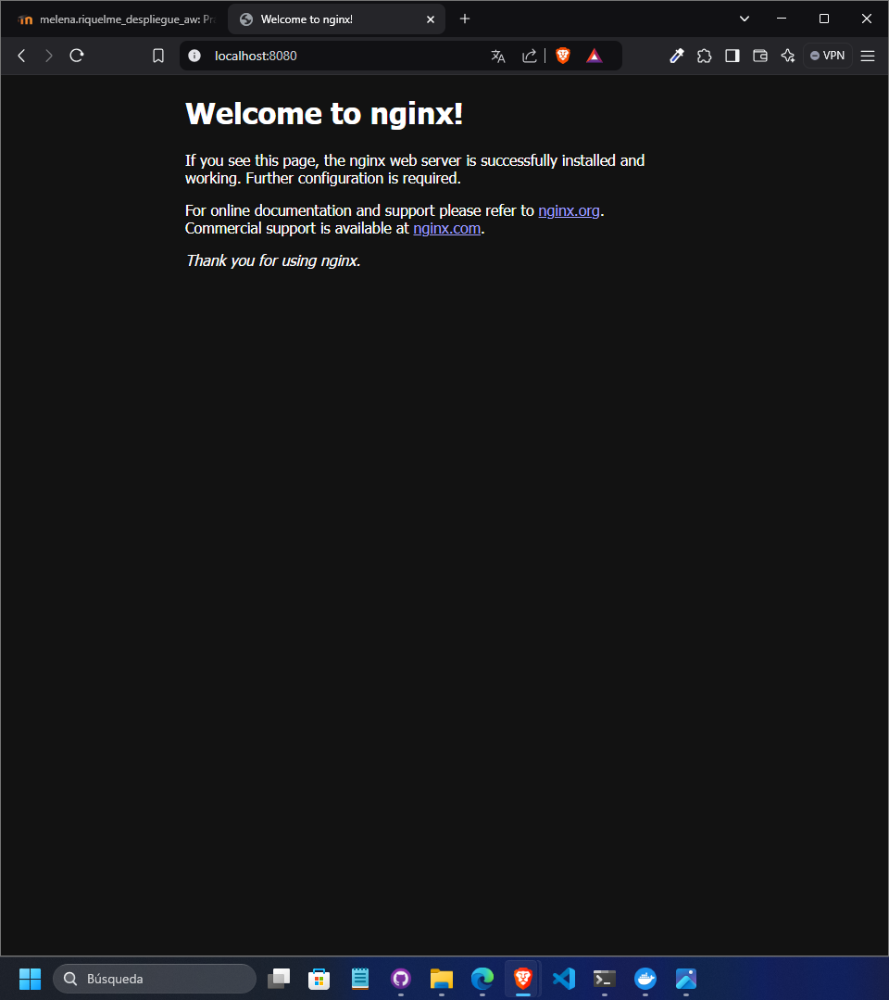 melena.riquelme_despliegue_aw: Pr
Welcome to nginx!
localhost:8080
VPN
Welcome to nginx!
If you see this page, the nginx web server is successfully installed and
working. Further configuration is required.
For online documentation and support please refer to nginx.org.
Commercial support is available at nginx.com.
Thank you for using nginx.
Búsqueda